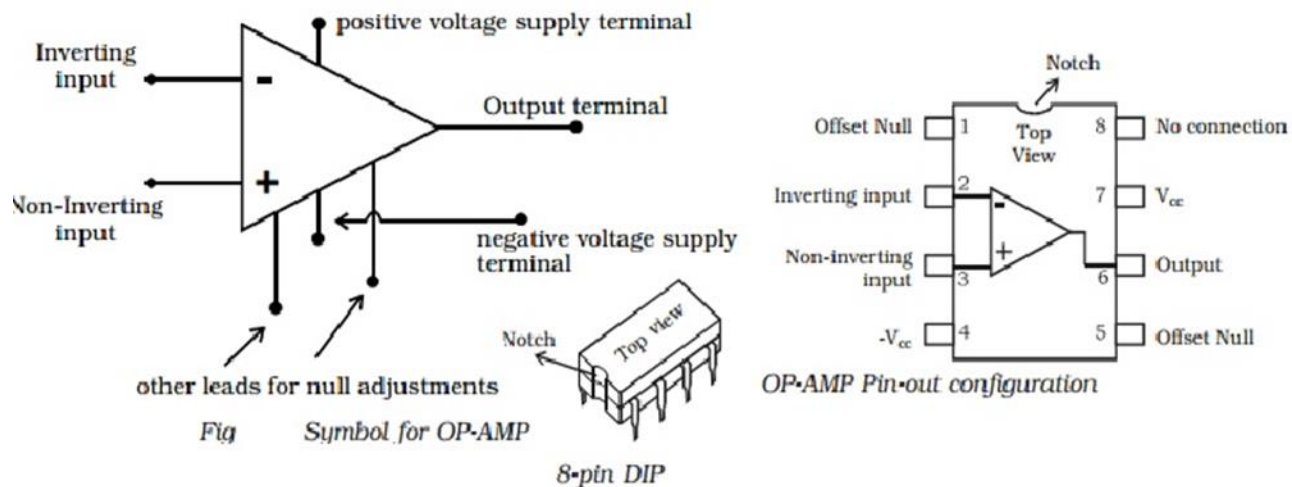 positive voltage supply terminal
Inverting
input
-
Output terminal
+
Non-Inverting
input
negative voltage supply
terminal
other leads for null adjustments
Fig
Symbol for OP-AMP
Notch
Top view
8-pin DIP
Notch
Offset Null
1
Top
View
8
No connection
Inverting input
2
-
7
Vcc
Non-inverting
input
3
+
6
Output
-Vcc
4
5
Offset Null
OP-AMP Pin-out configuration